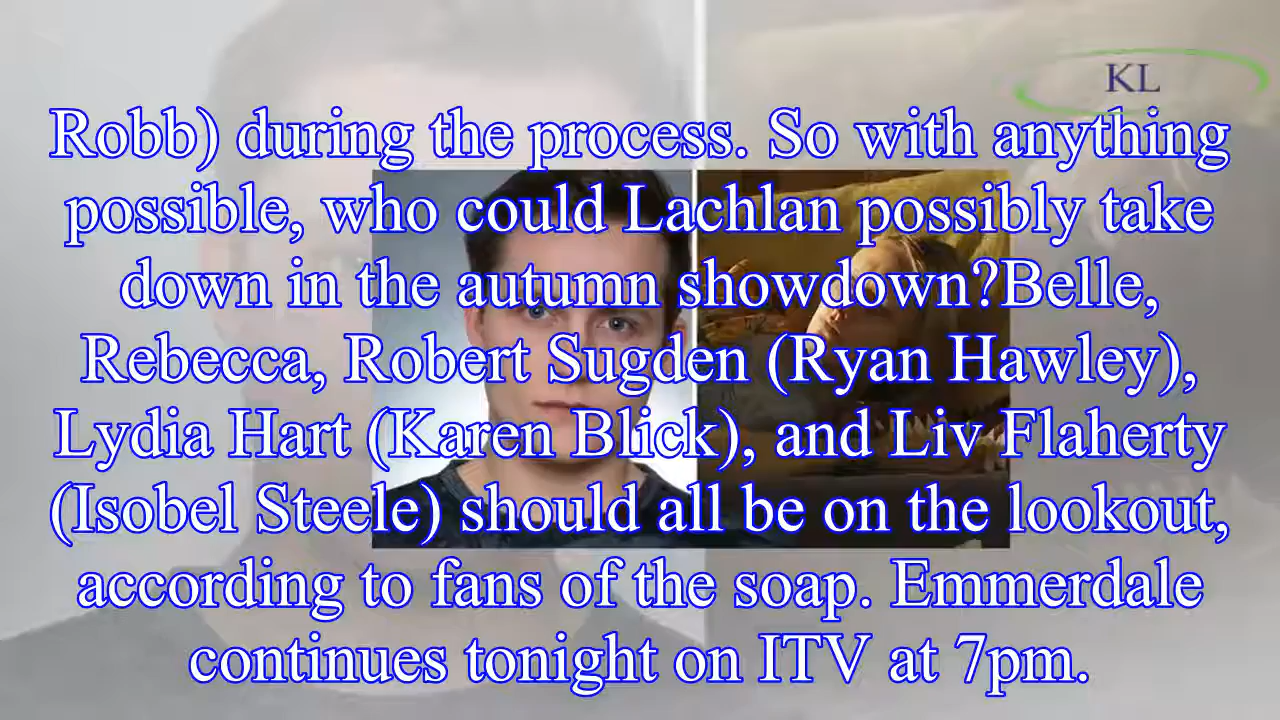 KL
Robb) during the process. So with anything
possible, who could Lachlan possibly take
down in the autumn showdown?Belle,
Rebecca, Robert Sugden (Ryan Hawley),
Lydia Hart (Karen Blick), and Liv Flaherty
(Isobel Steele) should all be on the lookout,
according to fans of the soap. Emmerdale
continues tonight on ITV at 7pm.